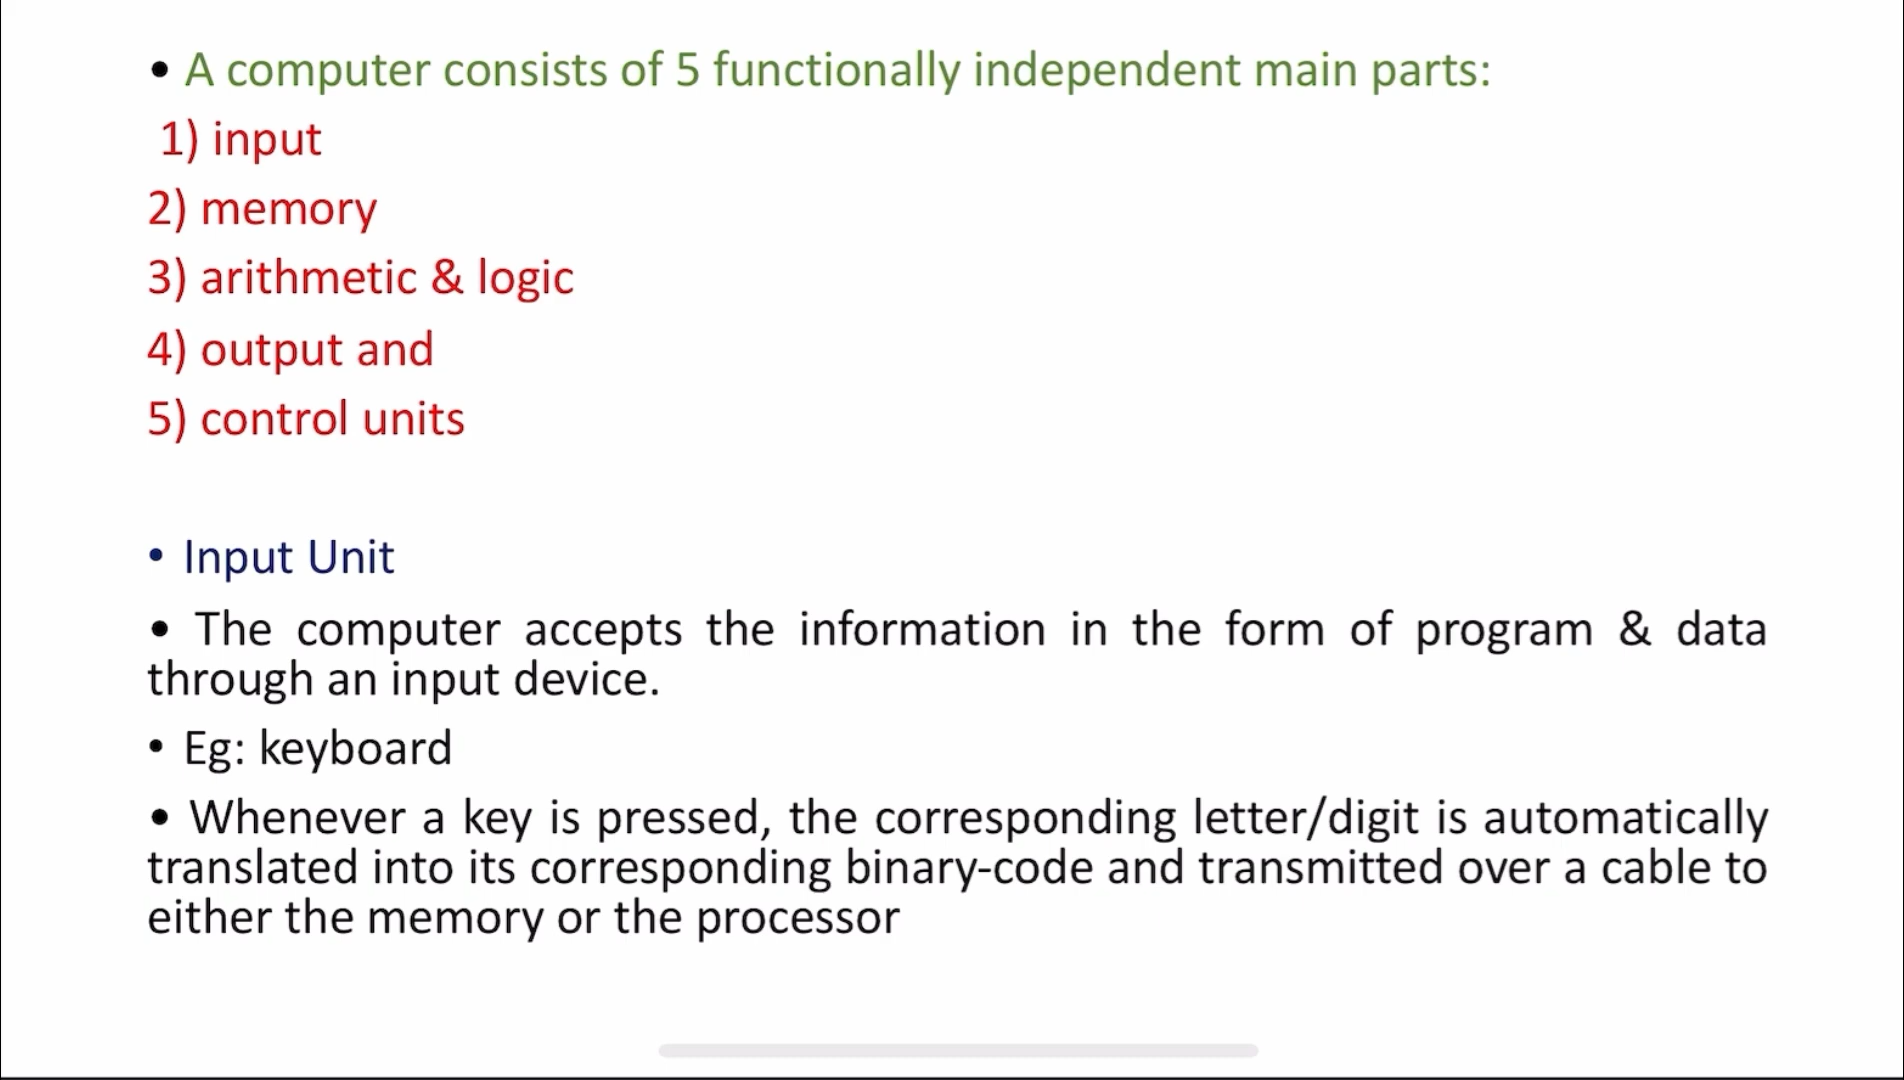 • A computer consists of 5 functionally independent main parts:
1) input
2) memory
3) arithmetic & logic
4) output and
5) control units
• Input Unit
• The computer accepts the information in the form of program & data
through an input device.
• Eg: keyboard
• Whenever a key is pressed, the corresponding letter/digit is automatically
translated into its corresponding binary-code and transmitted over a cable to
either the memory or the processor